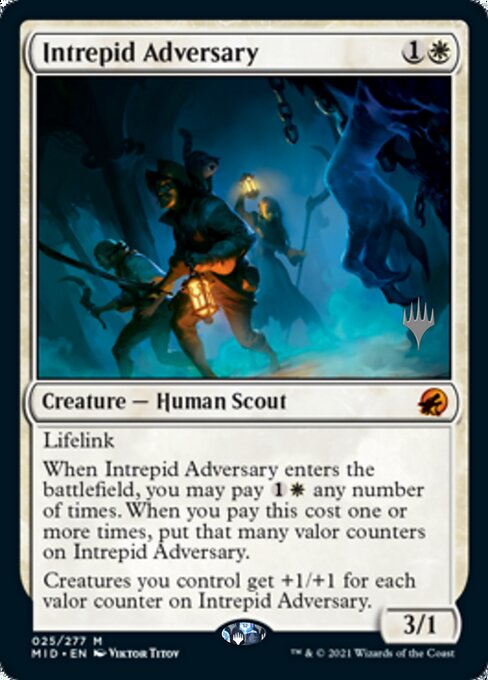 Intrepid Adversary 1
Creature — Human Scout
Lifelink
When Intrepid Adversary enters the
battlefield, you may pay 1 any number
of times. When you pay this cost one or
more times, put that many valor counters
on Intrepid Adversary.
Creatures you control get +1/+1 for each
valor counter on Intrepid Adversary.
3/1
025/277 M
MID • EN Viktor Titov
™ & © 2021 Wizards of the Coast